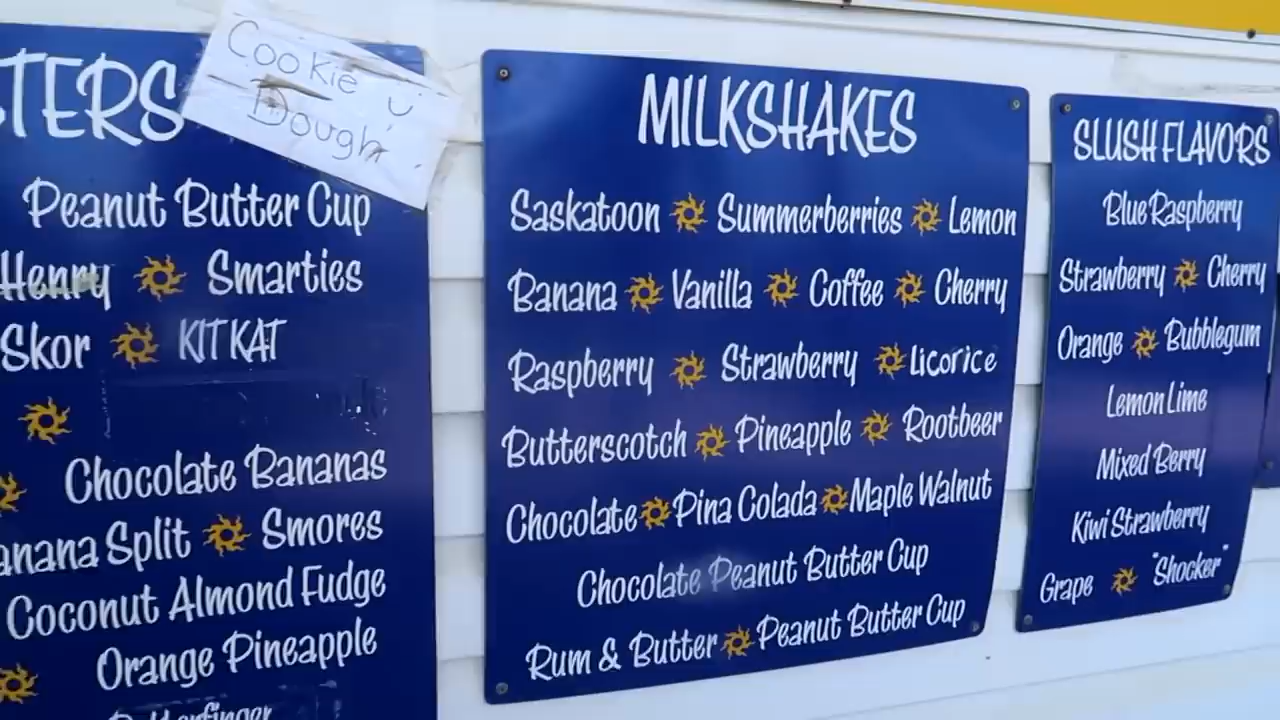 TERS
Cookie
Dough
Peanut Butter Cup
Henry Smarties
Skor KIT KAT
Chocolate Bananas
anana Split Smores
Coconut Almond Fudge
Orange Pineapple
Butterfinger
MILKSHAKES
Saskatoon Summerberries Lemon
Banana Vanilla Coffee Cherry
Raspberry Strawberry Licorice
Butterscotch Pineapple Rootbeer
Chocolate Pina Colada Maple Walnut
Chocolate Peanut Butter Cup
Rum & Butter Peanut Butter Cup
SLUSH FLAVORS
Blue Raspberry
Strawberry Cherry
Orange Bubblegum
Lemon Lime
Mixed Berry
Kiwi Strawberry
Grape "Shocker"